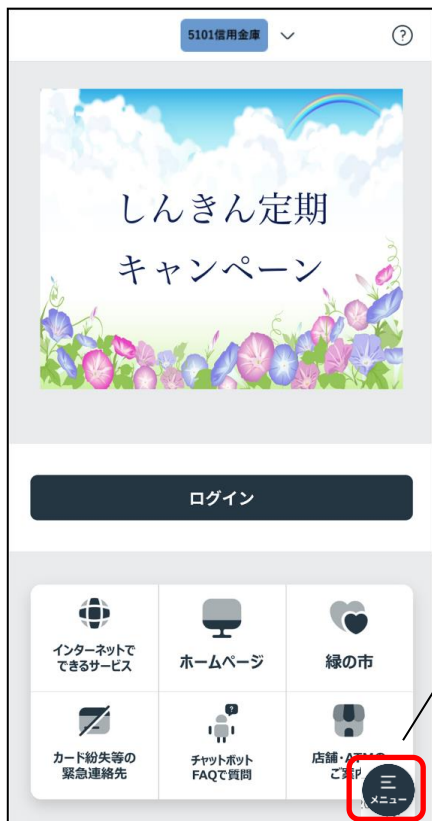 5101信用金庫
?
しんきん定期
キャンペーン
ログイン
インターネットで
できるサービス
ホームページ
緑の市
カード紛失等の
緊急連絡先
?
チャットボット
FAQで質問
店舗・ATMの
ご案内
メニュー